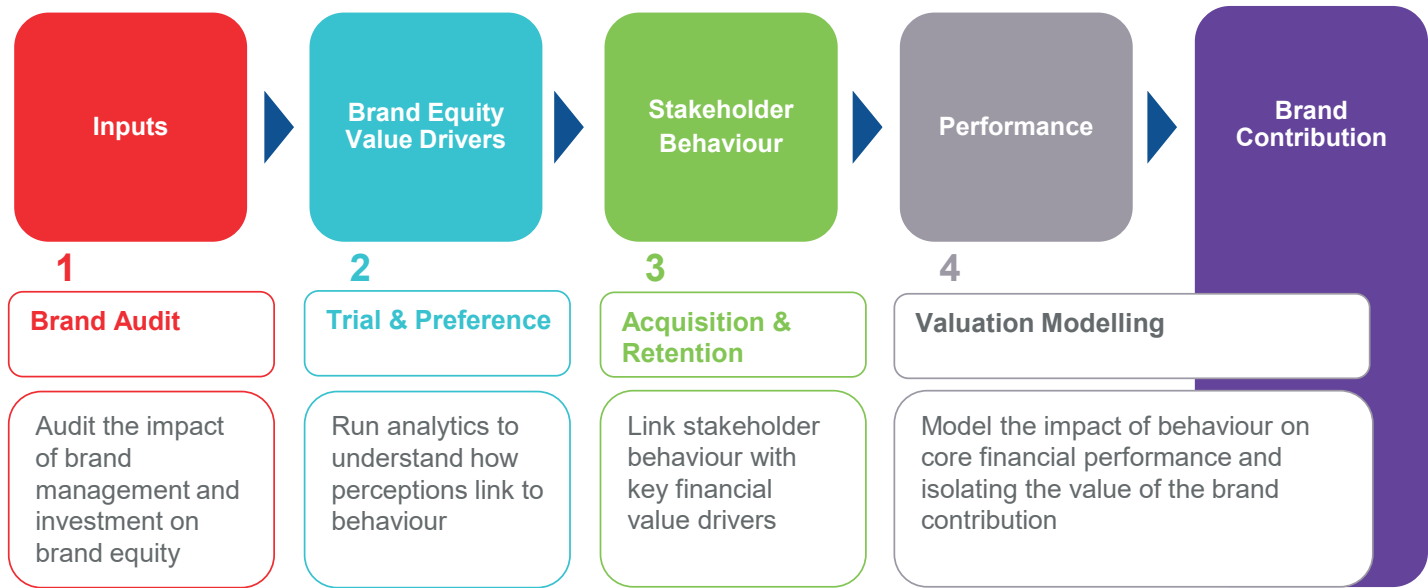 Inputs
Brand Equity
Value Drivers
Stakeholder
Behaviour
Performance
Brand
Contribution
1
2
3
4
Brand Audit
Trial & Preference
Acquisition &
Retention
Valuation Modelling
Audit the impact
of brand
management and
investment on
brand equity
Run analytics to
understand how
perceptions link to
behaviour
Link stakeholder
behaviour with
key financial
value drivers
Model the impact of behaviour on
core financial performance and
isolating the value of the brand
contribution